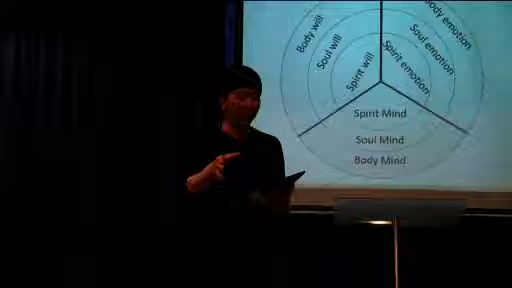 Body will
Soul will
Spirit will
Body emotion
Soul emotion
Spirit emotion
Spirit Mind
Soul Mind
Body Mind